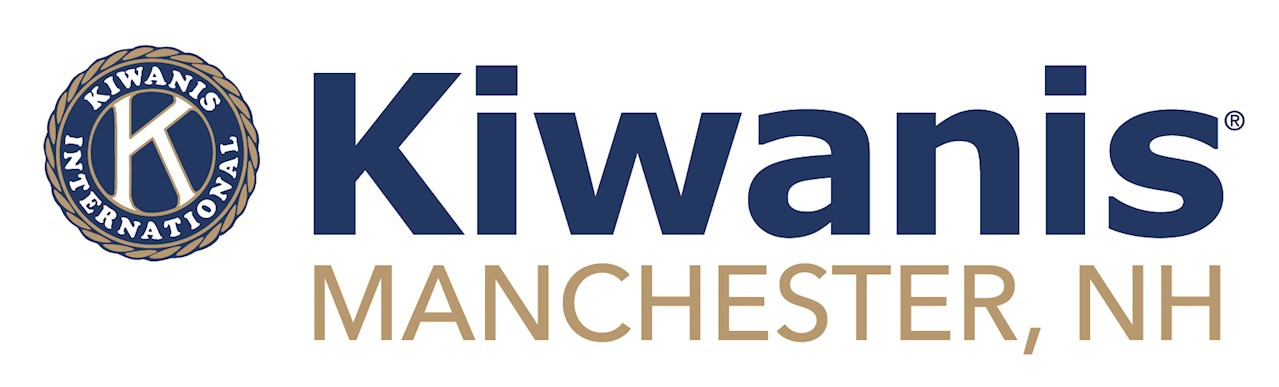 KIWANIS
K
INTERNATIONAL
Kiwanis®
MANCHESTER, NH